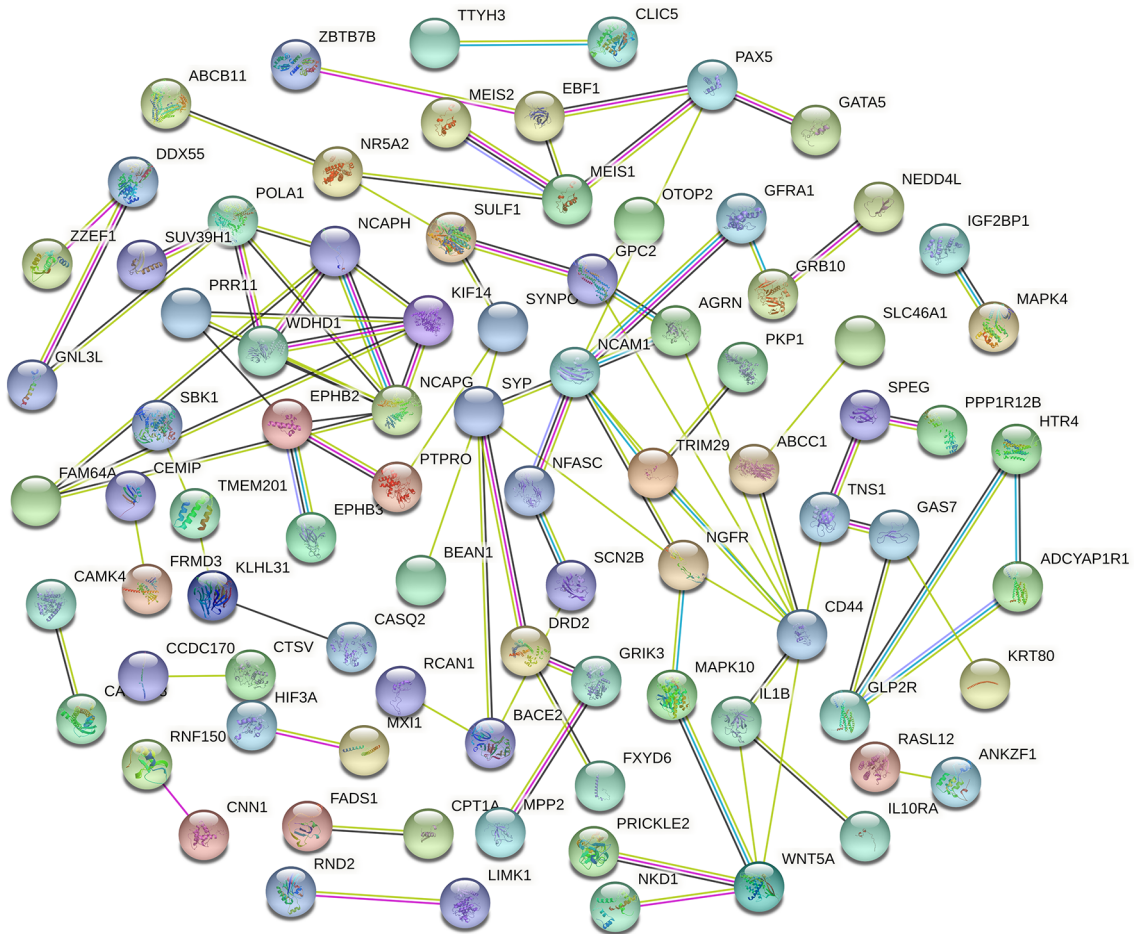 TTYH3
CLIC5
ZBTB7B
PAX5
ABCB11
MEIS2
EBF1
GATA5
NR5A2
DDX55
MEIS1
POLA1
OTOP2
GFRA1
NEDD4L
SULF1
NCAPH
IGF2BP1
ZZEF1
SUV39H1
GPC2
GRB10
PRR11
KIF14
SYNPO
AGRN
MAPK4
SLC46A1
WDHD1
NCAM1
PKP1
GNL3L
NCAPG
SYP
SPEG
SBK1
EPHB2
PPP1R12B
HTR4
TRIM29
ABCC1
FAM64A
CEMIP
PTPRO
NFASC
TMEM201
TNS1
GAS7
EPHB3
NGFR
BEAN1
SCN2B
ADCYAP1R1
CAMK4
FRMD3
KLHL31
CD44
CASQ2
DRD2
CCDC170
CTSV
GRIK3
KRT80
RCAN1
MAPK10
IL1B
GLP2R
HIF3A
BACE2
MXI1
RNF150
RASL12
ANKZF1
FXYD6
CNN1
FADS1
CPT1A
MPP2
IL10RA
PRICKLE2
WNT5A
RND2
LIMK1
NKD1